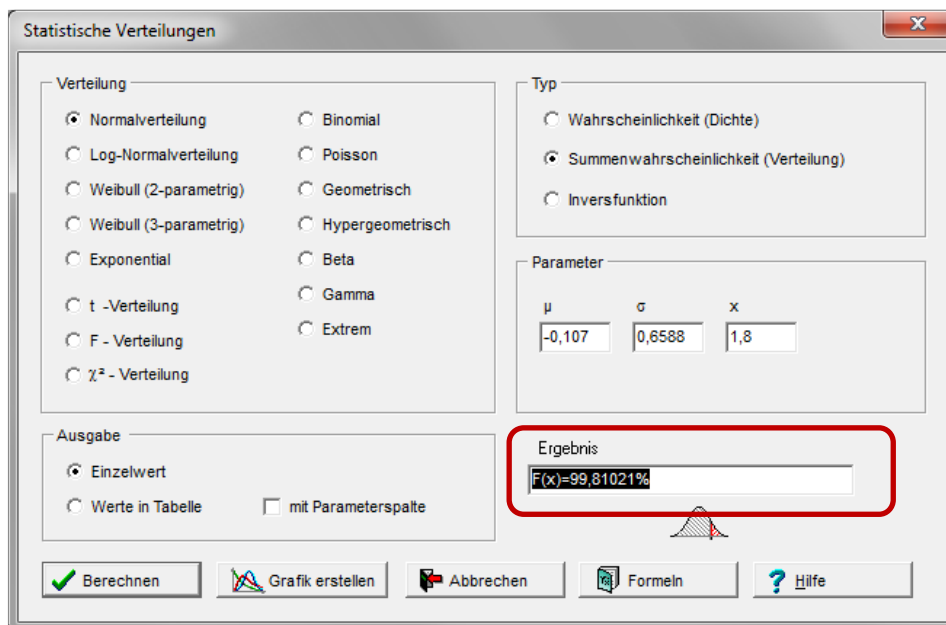 Statistische Verteilungen
Verteilung
Normalverteilung
Log-Normalverteilung
Weibull (2-parametrig)
Weibull (3-parametrig)
Exponential
t -Verteilung
F - Verteilung
χ² - Verteilung
Binomial
Poisson
Geometrisch
Hypergeometrisch
Beta
Gamma
Extrem
Typ
Wahrscheinlichkeit (Dichte)
Summenwahrscheinlichkeit (Verteilung)
Inversfunktion
Parameter
μ σ x
-0,107 0,6588 1,8
Ausgabe
Einzelwert
Werte in Tabelle mit Parameterspalte
Ergebnis
F(x)=99,81021%
Berechnen Grafik erstellen Abbrechen Formeln Hilfe